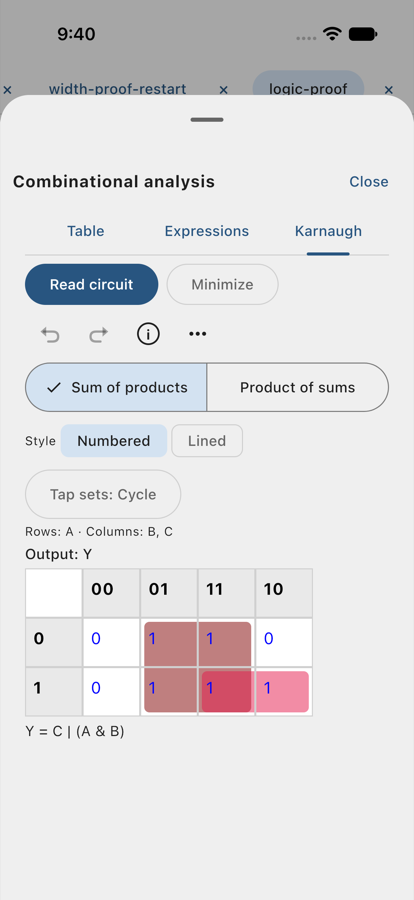 9:40
× width-proof-restart × logic-proof ×
Combinational analysis Close
Table Expressions Karnaugh
Read circuit Minimize
Sum of products Product of sums
Style Numbered Lined
Tap sets: Cycle
Rows: A · Columns: B, C
Output: Y
00 01 11 10
0 0 1 1 0
1 0 1 1 1
Y = C | (A & B)